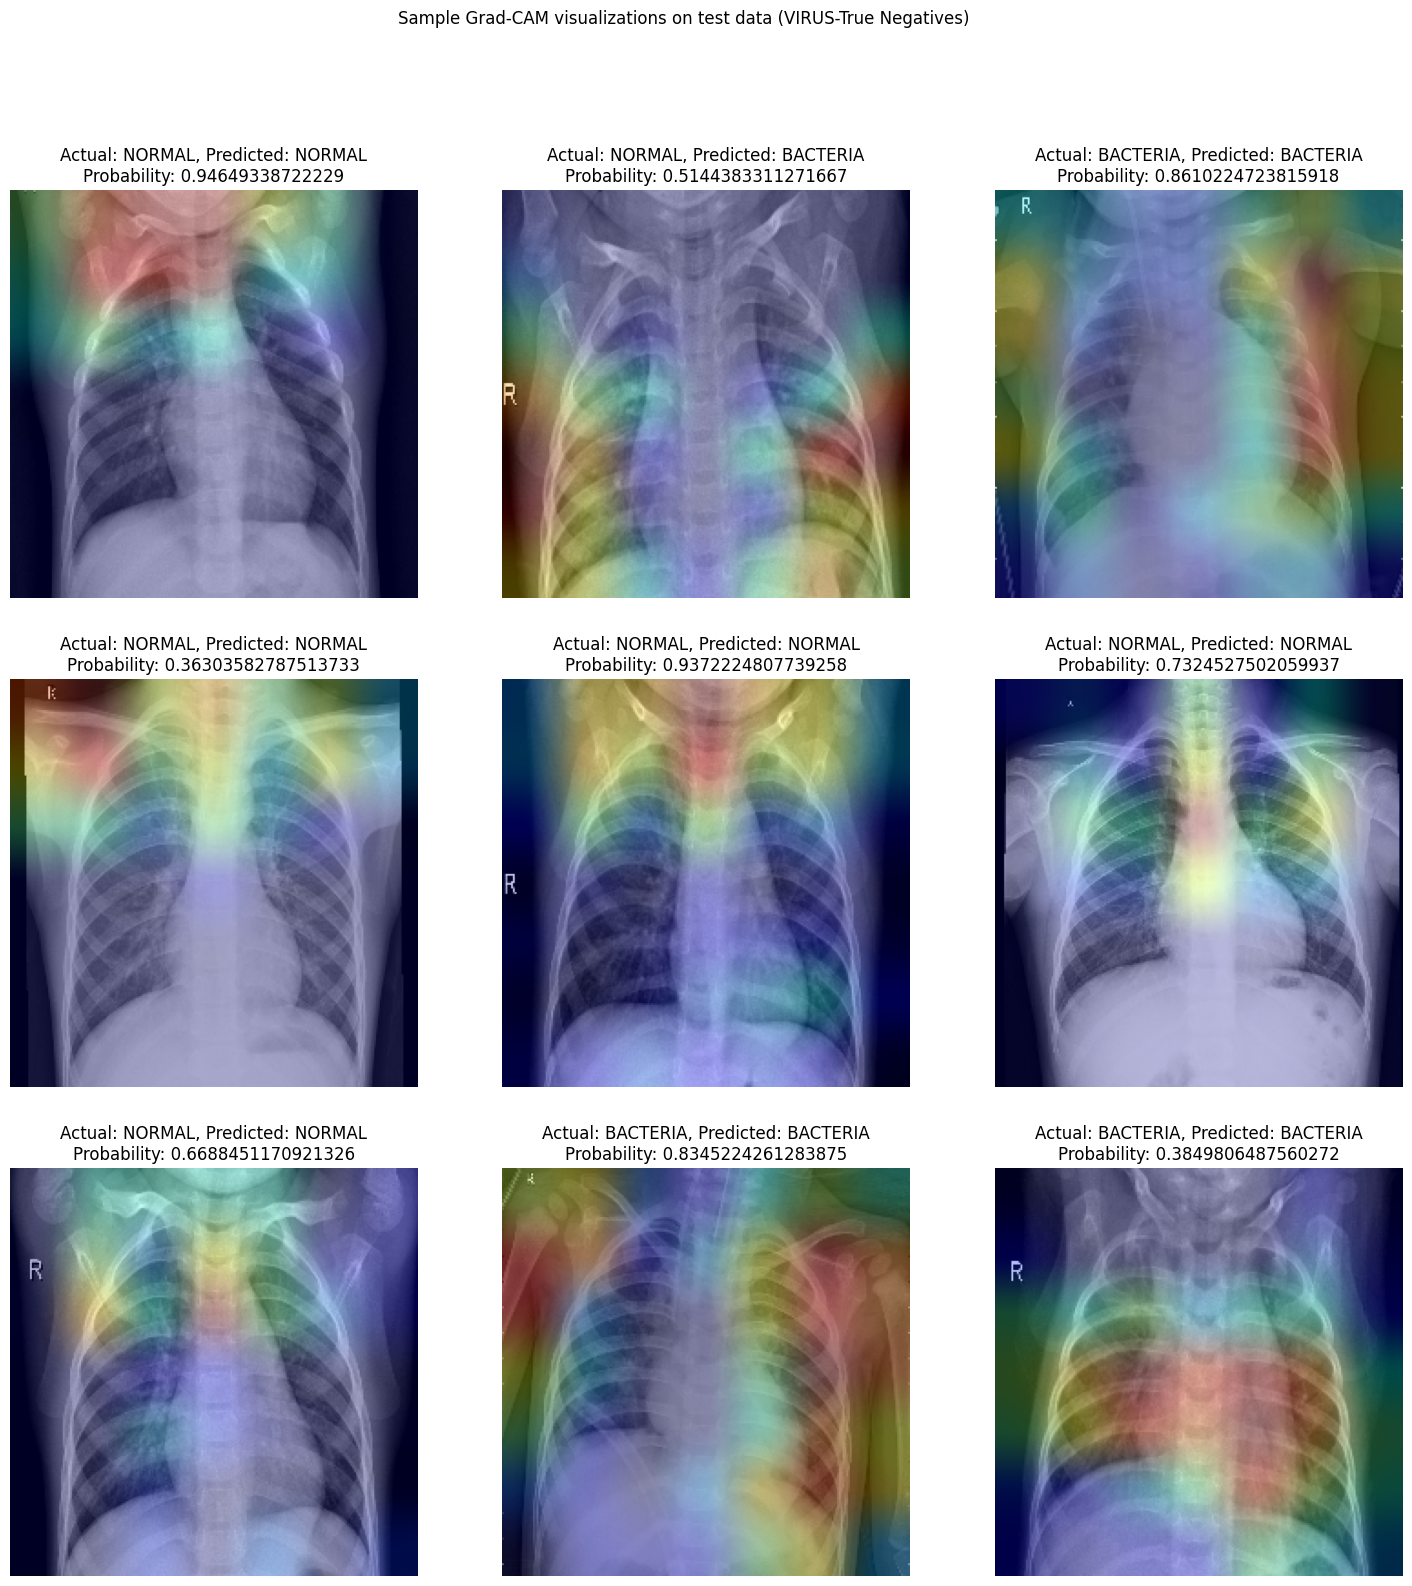 Sample Grad-CAM visualizations on test data (VIRUS-True Negatives)
Actual: NORMAL, Predicted: NORMAL
Probability: 0.94649338722229
Actual: NORMAL, Predicted: BACTERIA
Probability: 0.5144383311271667
R
Actual: BACTERIA, Predicted: BACTERIA
Probability: 0.8610224723815918
R
Actual: NORMAL, Predicted: NORMAL
Probability: 0.36303582787513733
Actual: NORMAL, Predicted: NORMAL
Probability: 0.9372224807739258
R
Actual: NORMAL, Predicted: NORMAL
Probability: 0.7324527502059937
Actual: NORMAL, Predicted: NORMAL
Probability: 0.6688451170921326
R
Actual: BACTERIA, Predicted: BACTERIA
Probability: 0.8345224261283875
Actual: BACTERIA, Predicted: BACTERIA
Probability: 0.3849806487560272
R